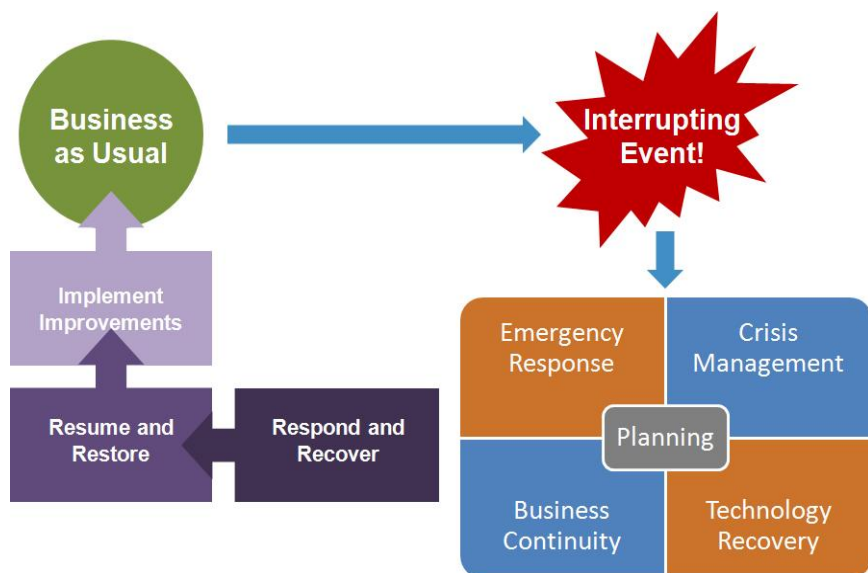 Business
as Usual
Interrupting
Event!
Implement
Improvements
Emergency
Response
Crisis
Management
Resume and
Restore
Respond and
Recover
Planning
Business
Continuity
Technology
Recovery